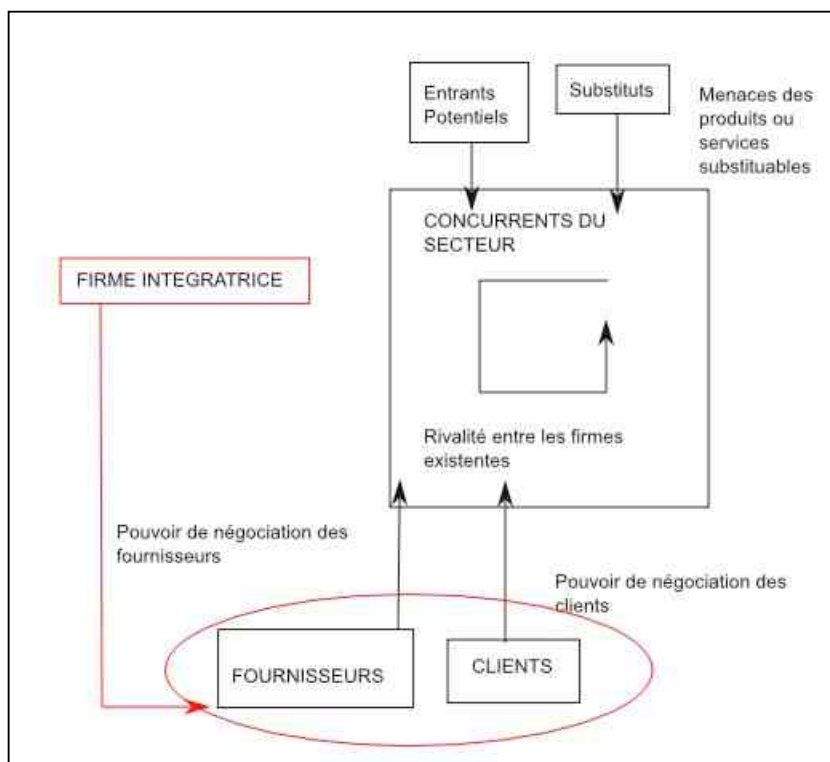 Entrants
Potentiels
Substituts
Menaces des
produits ou
services
substituables
CONCURRENTS DU
SECTEUR
FIRME INTEGRATRICE
Rivalité entre les firmes
existentes
Pouvoir de négociation des
fournisseurs
Pouvoir de négociation des
clients
FOURNISSEURS
CLIENTS